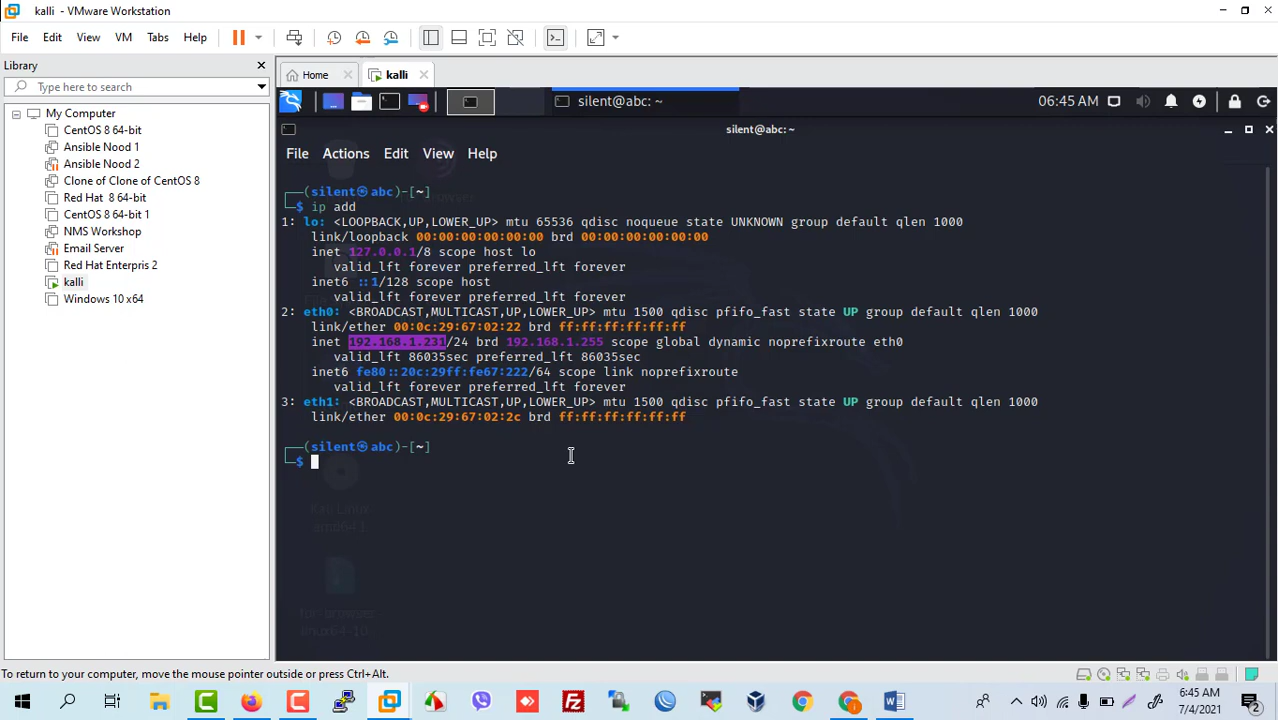 kalli - VMware Workstation
File Edit View VM Tabs Help
Library
Type here to search
My Computer
CentOS 8 64-bit
Ansible Nood 1
Ansible Nood 2
Clone of Clone of CentOS 8
Red Hat 8 64-bit
CentOS 8 64-bit 1
NMS Workshop
Email Server
Red Hat Enterpris 2
kalli
Windows 10 x64
Home
kalli
silent@abc: ~
06:45 AM
silent@abc: ~
File Actions Edit View Help
(silent㉿abc)-[~]
$ ip add
1: lo: <LOOPBACK,UP,LOWER_UP> mtu 65536 qdisc noqueue state UNKNOWN group default qlen 1000
link/loopback 00:00:00:00:00:00 brd 00:00:00:00:00:00
inet 127.0.0.1/8 scope host lo
valid_lft forever preferred_lft forever
inet6 ::1/128 scope host
valid_lft forever preferred_lft forever
2: eth0: <BROADCAST,MULTICAST,UP,LOWER_UP> mtu 1500 qdisc pfifo_fast state UP group default qlen 1000
link/ether 00:0c:29:67:02:22 brd ff:ff:ff:ff:ff:ff
inet 192.168.1.231/24 brd 192.168.1.255 scope global dynamic noprefixroute eth0
valid_lft 86035sec preferred_lft 86035sec
inet6 fe80::20c:29ff:fe67:222/64 scope link noprefixroute
valid_lft forever preferred_lft forever
3: eth1: <BROADCAST,MULTICAST,UP,LOWER_UP> mtu 1500 qdisc pfifo_fast state UP group default qlen 1000
link/ether 00:0c:29:67:02:2c brd ff:ff:ff:ff:ff:ff
(silent㉿abc)-[~]
$
Kali Linux
To return to your computer, move the mouse pointer outside or press Ctrl+Alt.
6:45 AM
7/4/2021
2